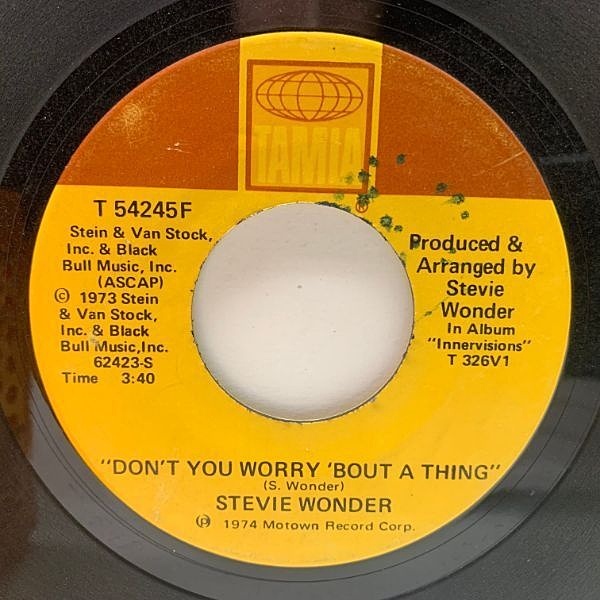 TAMLA
®
T 54245F
Stein & Van Stock,
Inc. & Black
Bull Music, Inc.
(ASCAP)
© 1973 Stein
& Van Stock,
Inc. & Black
Bull Music,Inc.
62423-S
Time 3:40
Produced &
Arranged by
Stevie
Wonder
In Album
"Innervisions"
T 326V1
"DON'T YOU WORRY 'BOUT A THING"
(S. Wonder)
STEVIE WONDER
℗ 1974 Motown Record Corp.